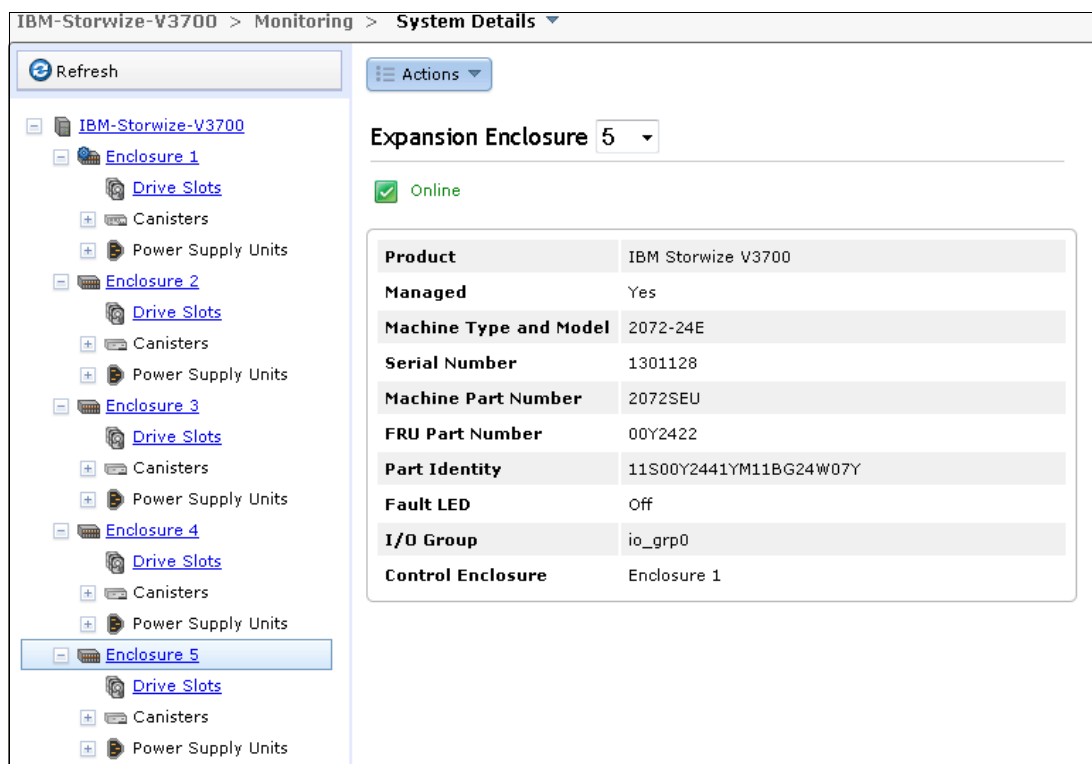 IBM-Storwize-V3700 > Monitoring > System Details
Refresh
IBM-Storwize-V3700
Enclosure 1
Drive Slots
Canisters
Power Supply Units
Enclosure 2
Drive Slots
Canisters
Power Supply Units
Enclosure 3
Drive Slots
Canisters
Power Supply Units
Enclosure 4
Drive Slots
Canisters
Power Supply Units
Enclosure 5
Drive Slots
Canisters
Power Supply Units
Actions
Expansion Enclosure 5
Online
Product IBM Storwize V3700
Managed Yes
Machine Type and Model 2072-24E
Serial Number 1301128
Machine Part Number 2072SEU
FRU Part Number 00Y2422
Part Identity 11S00Y2441YM11BG24W07Y
Fault LED Off
I/O Group io_grp0
Control Enclosure Enclosure 1